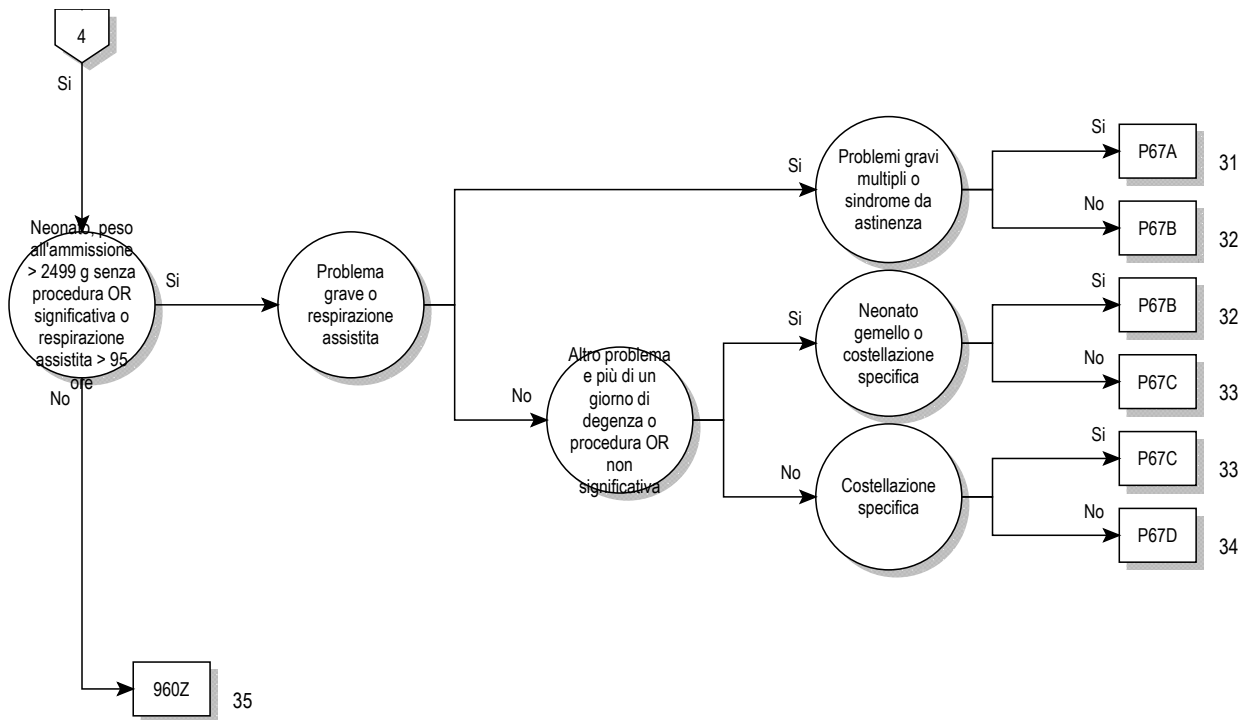 4
Si
Neonato, peso
all'ammissione
> 2499 g senza
procedura OR
significativa o
respirazione
assistita > 95
ore
Si
No
Problema
grave o
respirazione
assistita
Si
Problemi gravi
multipli o
sindrome da
astinenza
Si
P67A
31
No
P67B
32
No
Altro problema
e più di un
giorno di
degenza o
procedura OR
non
significativa
Si
Neonato
gemello o
costellazione
specifica
Si
P67B
32
No
P67C
33
No
Costellazione
specifica
Si
P67C
33
No
P67D
34
960Z
35